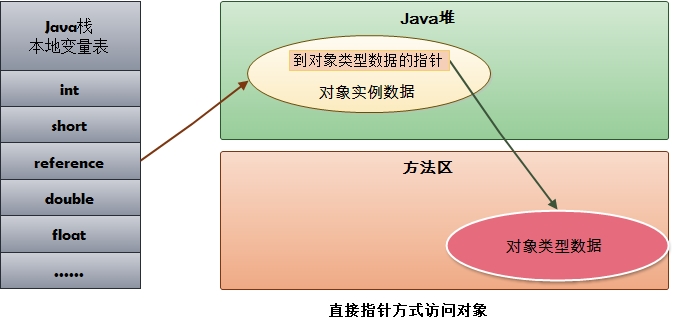 Java栈
本地变量表
int
short
reference
double
float
......
Java堆
到对象类型数据的指针
对象实例数据
方法区
对象类型数据
直接指针方式访问对象